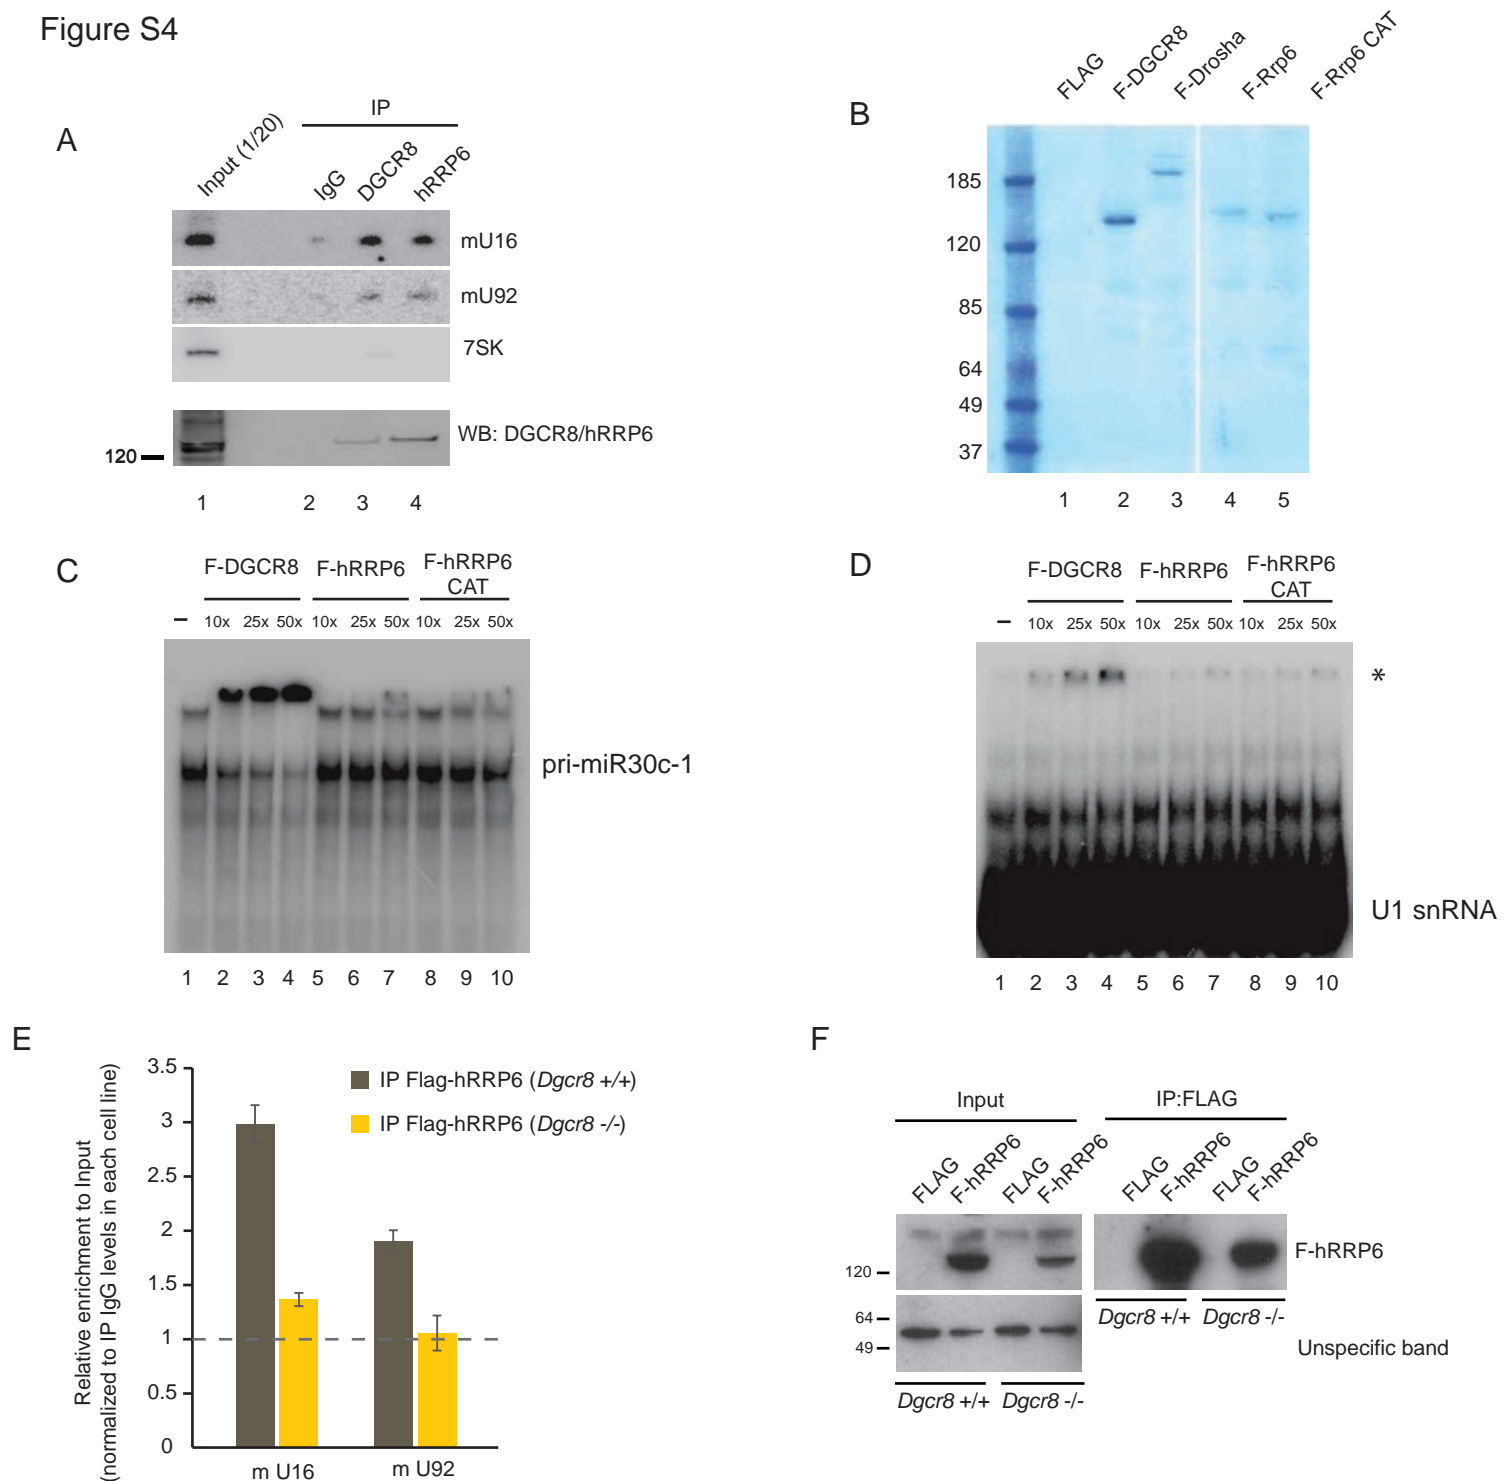 Figure S4
A
Input (1/20)
IP
IgG
DGCR8
hRRP6
mU16
mU92
7SK
WB: DGCR8/hRRP6
120
1 2 3 4
B
FLAG
F-DGCR8
F-Drosha
F-Rrp6
F-Rrp6 CAT
185
120
85
64
49
37
1 2 3 4 5
C
F-DGCR8 F-hRRP6 F-hRRP6 CAT
– 10x 25x 50x 10x 25x 50x 10x 25x 50x
pri-miR30c-1
1 2 3 4 5 6 7 8 9 10
D
F-DGCR8 F-hRRP6 F-hRRP6 CAT
– 10x 25x 50x 10x 25x 50x 10x 25x 50x
*
U1 snRNA
1 2 3 4 5 6 7 8 9 10
E
Relative enrichment to Input
(normalized to IP IgG levels in each cell line)
3.5
3
2.5
2
1.5
1
0.5
0
IP Flag-hRRP6 (Dgcr8 +/+)
IP Flag-hRRP6 (Dgcr8 -/-)
m U16 m U92
F
Input IP:FLAG
FLAG F-hRRP6 FLAG F-hRRP6 FLAG F-hRRP6 FLAG F-hRRP6
120
F-hRRP6
64
49
Dgcr8 +/+ Dgcr8 -/-
Unspecific band
Dgcr8 +/+ Dgcr8 -/-